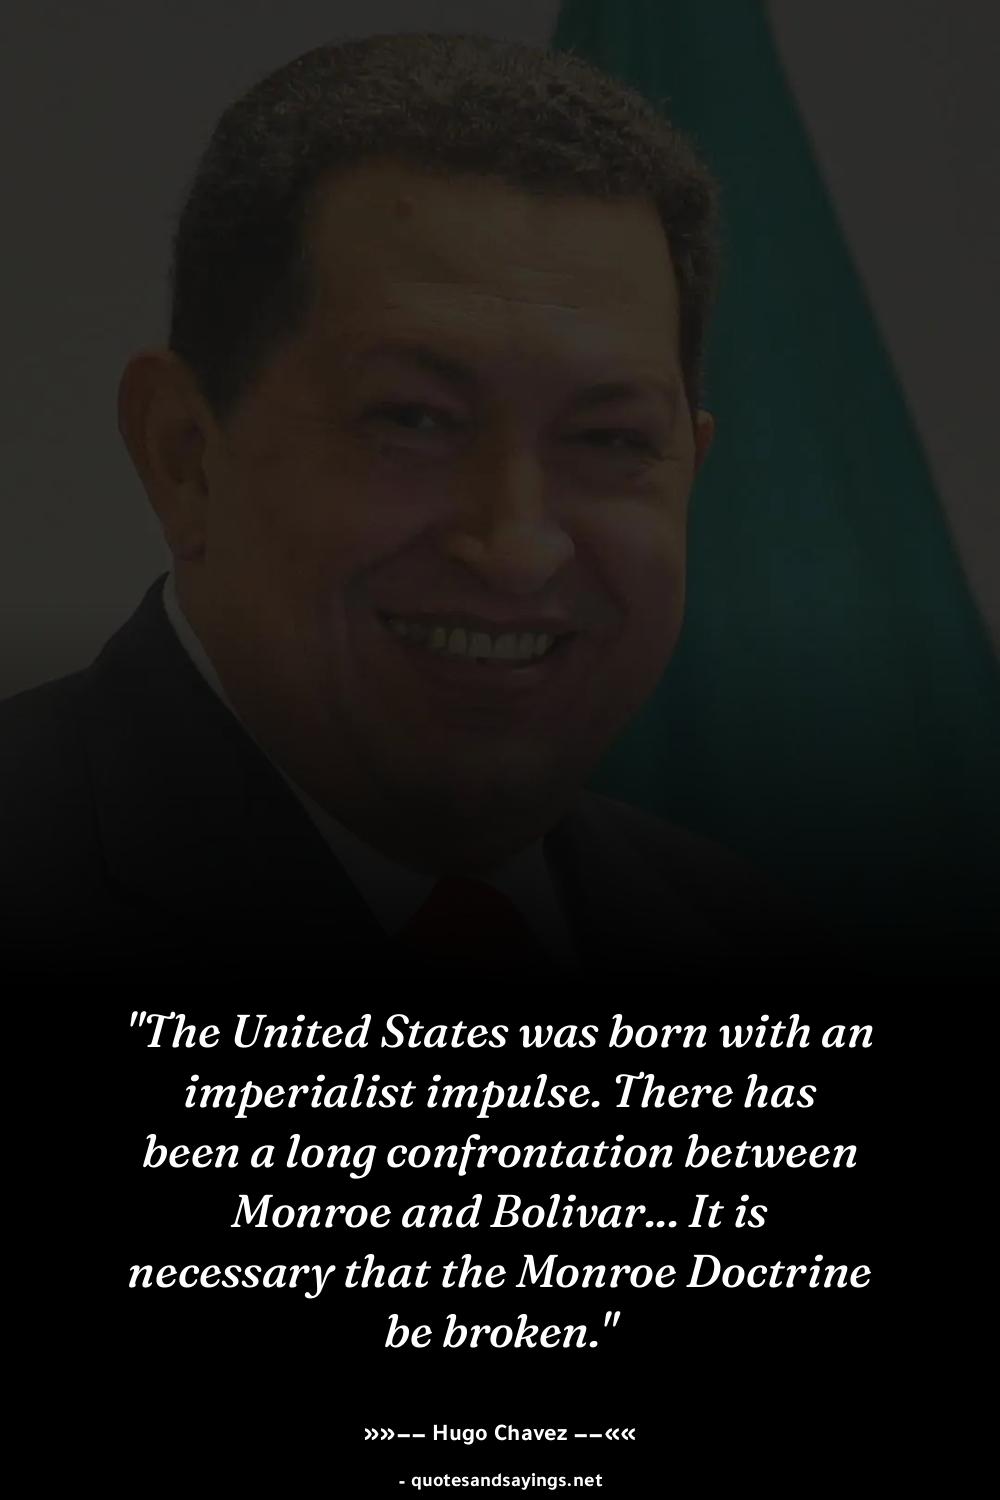 "The United States was born with an
imperialist impulse. There has
been a long confrontation between
Monroe and Bolivar... It is
necessary that the Monroe Doctrine
be broken."
»»−− Hugo Chavez −−««
- quotesandsayings.net